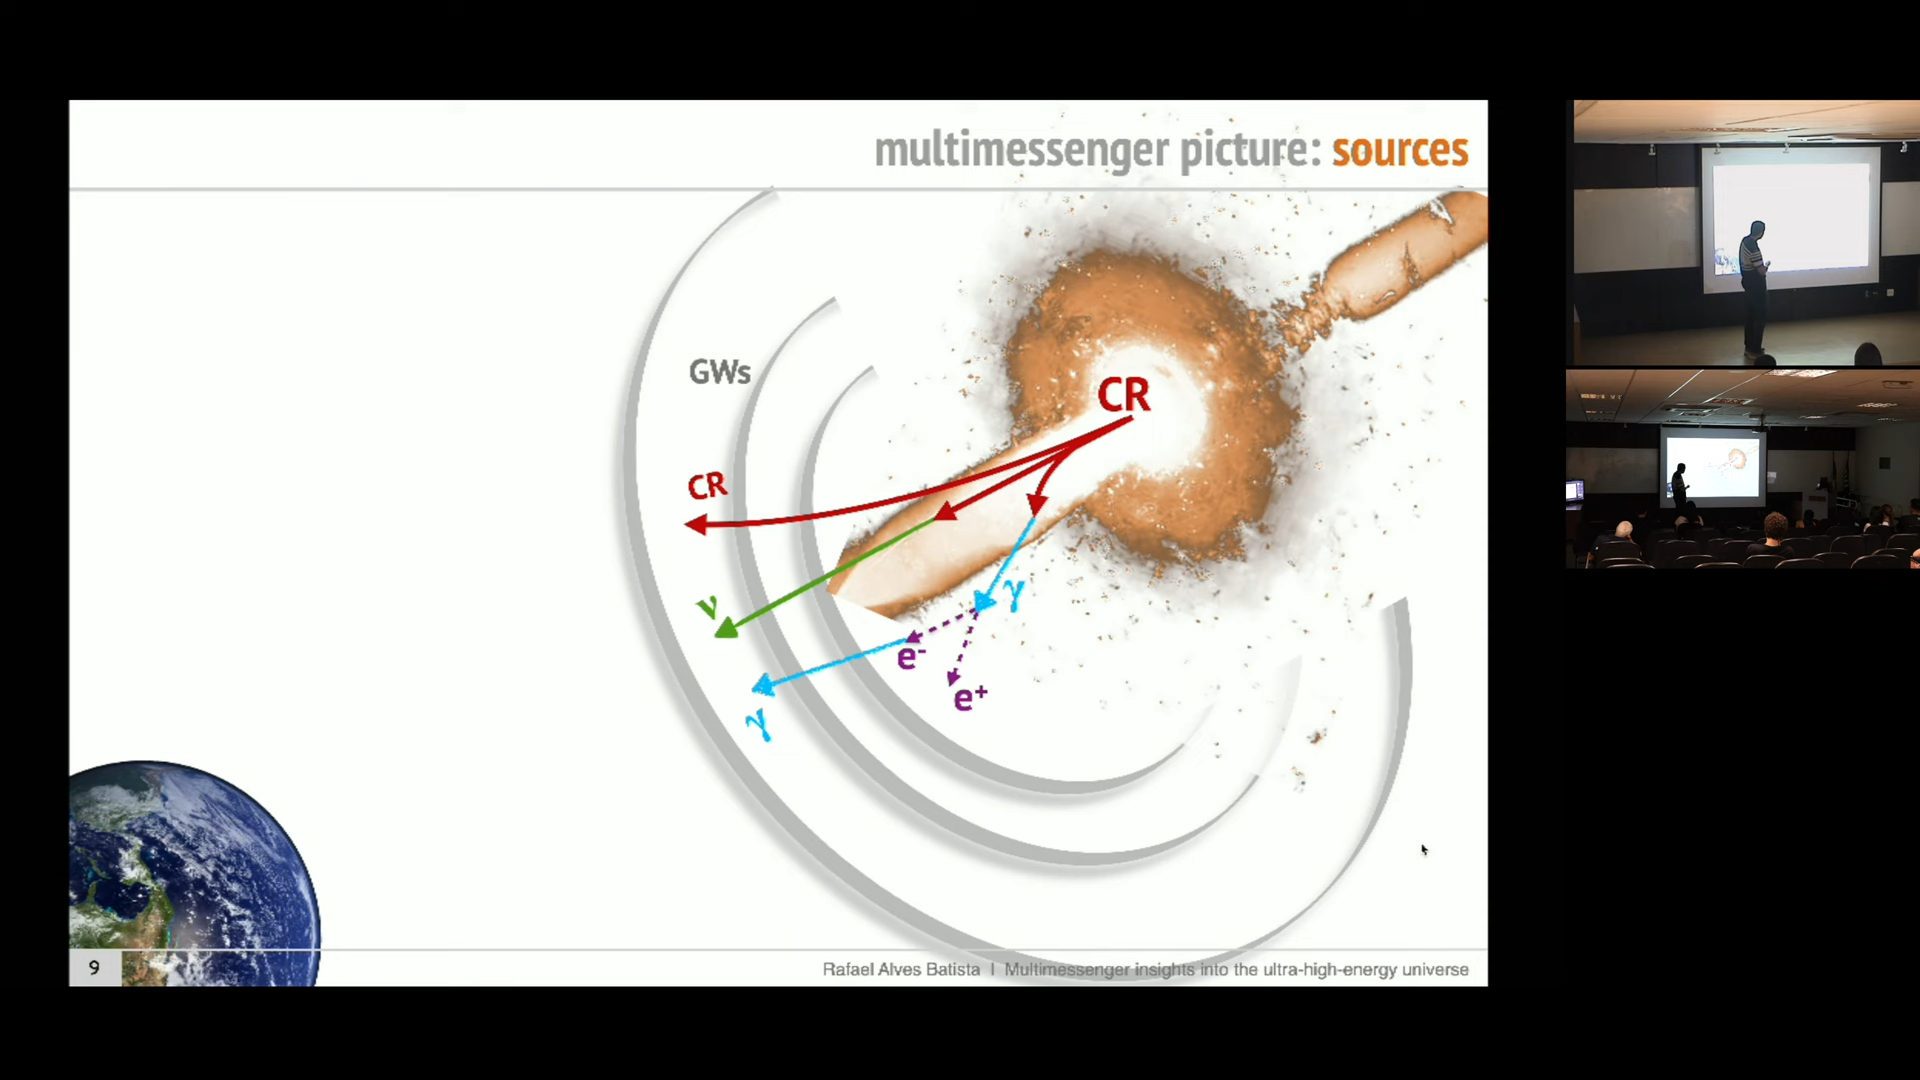 multimessenger picture: sources
GWs
CR
CR
ν
γ
e-
e+
γ
9
Rafael Alves Batista | Multimessenger insights into the ultra-high-energy universe